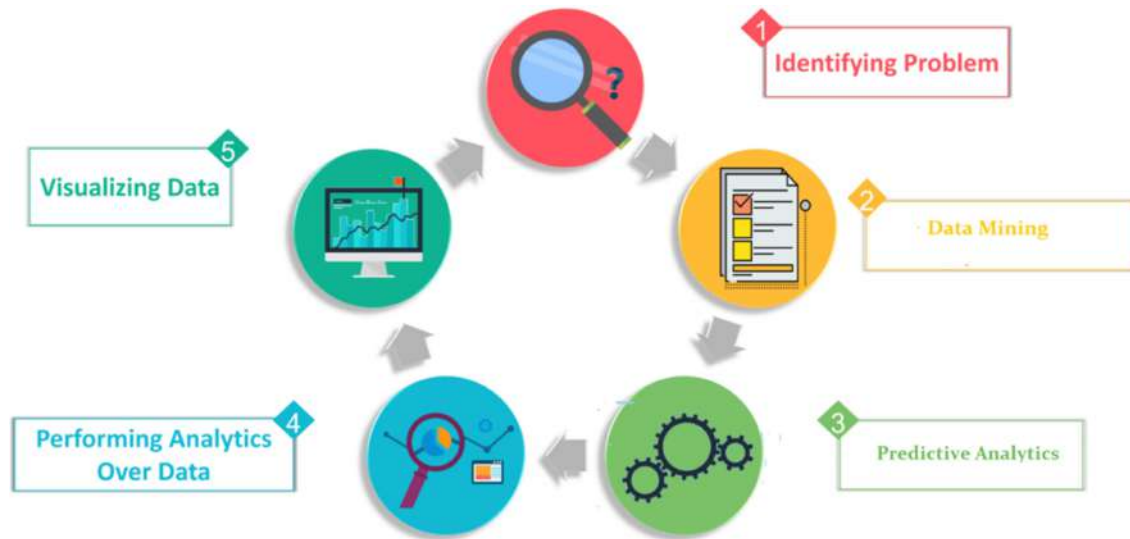 1
Identifying Problem
2
Data Mining
3
Predictive Analytics
4
Performing Analytics
Over Data
5
Visualizing Data
?